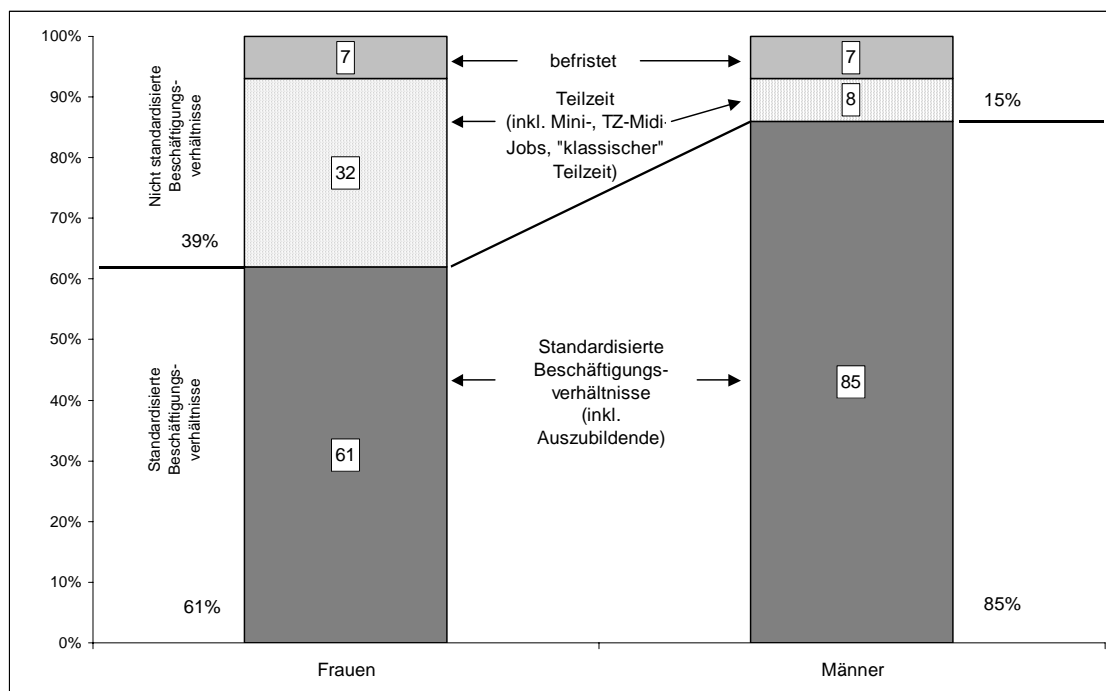 100%
90%
80%
70%
60%
50%
40%
30%
20%
10%
0%
Nicht standardisierte
Beschäftigungs-
verhältnisse
39%
Standardisierte
Beschäftigungs-
verhältnisse
61%
7
32
61
befristet
Teilzeit
(inkl. Mini-, TZ-Midi
Jobs, "klassischer"
Teilzeit)
Standardisierte
Beschäftigungs-
verhältnisse
(inkl.
Auszubildende)
7
8
85
15%
85%
Frauen
Männer